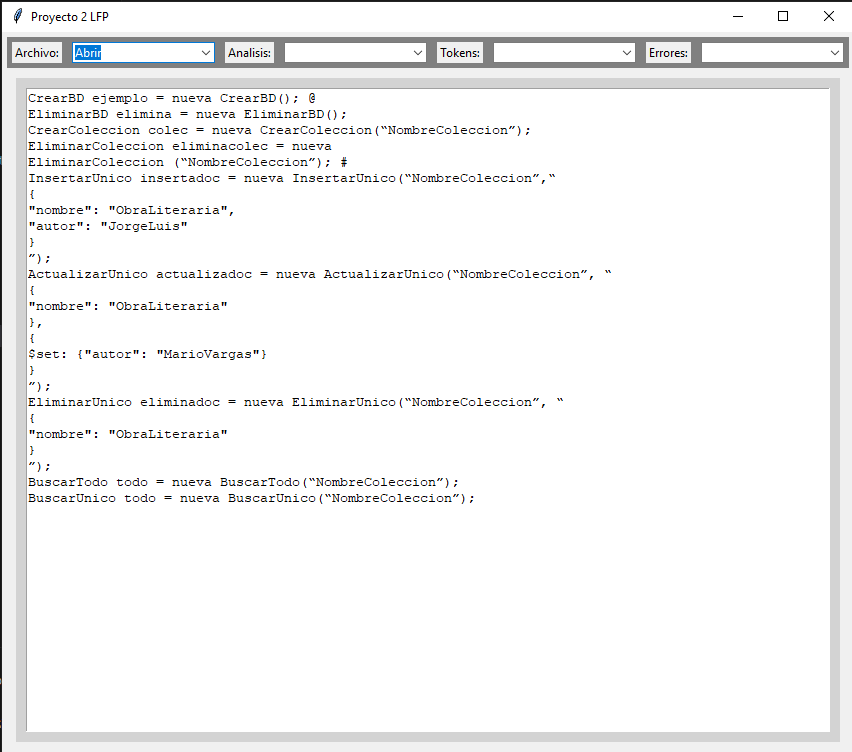 Proyecto 2 LFP
Archivo: Abrir Analisis: Tokens: Errores:
CrearBD ejemplo = nueva CrearBD(); @
EliminarBD elimina = nueva EliminarBD();
CrearColeccion colec = nueva CrearColeccion(“NombreColeccion”);
EliminarColeccion eliminacolec = nueva
EliminarColeccion (“NombreColeccion”); #
InsertarUnico insertadoc = nueva InsertarUnico(“NombreColeccion”,“
{
"nombre": "ObraLiteraria",
"autor": "JorgeLuis"
}
”);
ActualizarUnico actualizadoc = nueva ActualizarUnico(“NombreColeccion”, “
{
"nombre": "ObraLiteraria"
},
{
$set: {"autor": "MarioVargas"}
}
”);
EliminarUnico eliminadoc = nueva EliminarUnico(“NombreColeccion”, “
{
"nombre": "ObraLiteraria"
}
”);
BuscarTodo todo = nueva BuscarTodo(“NombreColeccion”);
BuscarUnico todo = nueva BuscarUnico(“NombreColeccion”);